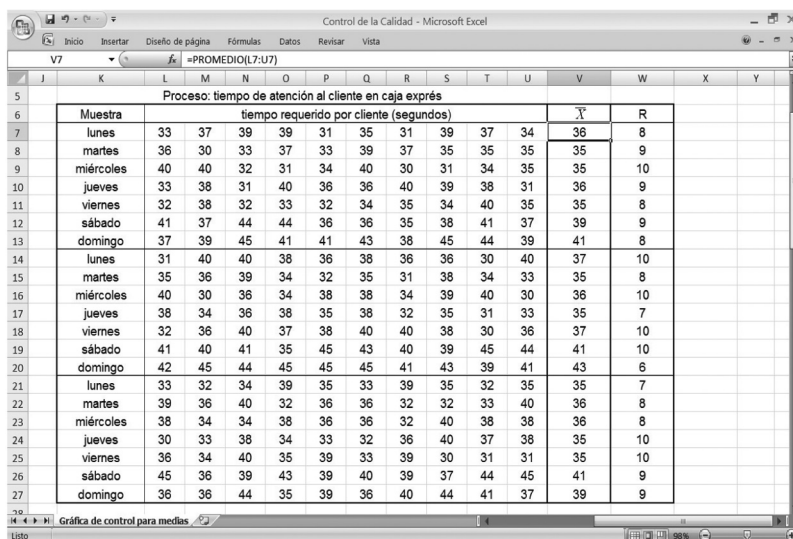 Control de la Calidad - Microsoft Excel
Inicio Insertar Diseño de página Fórmulas Datos Revisar Vista
V7 fx =PROMEDIO(L7:U7)
J K L M N O P Q R S T U V W X Y
5 Proceso: tiempo de atención al cliente en caja exprés
6 Muestra tiempo requerido por cliente (segundos) X̅ R
7 lunes 33 37 39 39 31 35 31 39 37 34 36 8
8 martes 36 30 33 37 33 39 37 35 35 35 35 9
9 miércoles 40 40 32 31 34 40 30 31 34 35 35 10
10 jueves 33 38 31 40 36 36 40 39 38 31 36 9
11 viernes 32 38 32 33 32 34 35 34 40 35 35 8
12 sábado 41 37 44 44 36 36 35 38 41 37 39 9
13 domingo 37 39 45 41 41 43 38 45 44 39 41 8
14 lunes 31 40 40 38 36 38 36 36 30 40 37 10
15 martes 35 36 39 34 32 35 31 38 34 33 35 8
16 miércoles 40 30 36 34 38 38 34 39 40 30 36 10
17 jueves 38 34 36 38 35 38 32 35 31 33 35 7
18 viernes 32 36 40 37 38 40 40 38 30 36 37 10
19 sábado 41 40 41 35 45 43 40 39 45 44 41 10
20 domingo 42 45 44 45 45 45 41 43 39 41 43 6
21 lunes 33 32 34 39 35 33 39 35 32 35 35 7
22 martes 39 36 40 32 36 36 32 32 33 40 36 8
23 miércoles 38 34 34 38 36 36 32 40 38 38 36 8
24 jueves 30 33 38 34 33 32 36 40 37 38 35 10
25 viernes 36 34 40 35 39 33 39 30 31 31 35 10
26 sábado 45 36 39 43 39 40 39 37 44 45 41 9
27 domingo 36 36 44 35 39 36 40 44 41 37 39 9
28
Gráfica de control para medias
Listo 98%